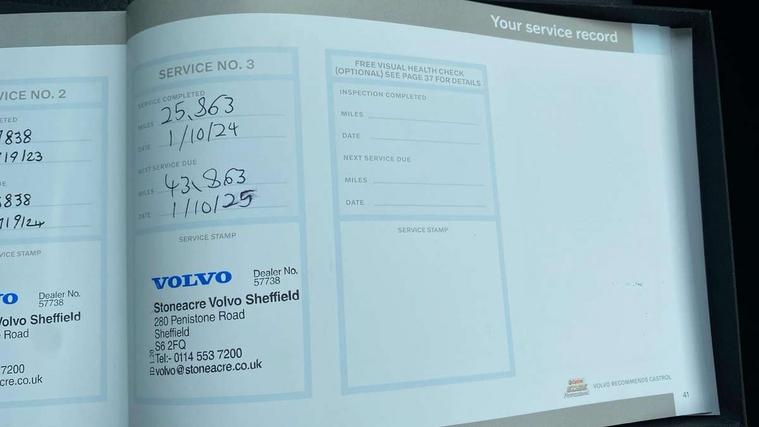 Your service record
VICE NO. 2
ETED
838
19/23
838
19/24
VICE STAMP
O
Dealer No.
57738
Volvo Sheffield
Road
7200
cre.co.uk
SERVICE NO. 3
SERVICE COMPLETED
MILES 25,863
DATE 1/10/24
NEXT SERVICE DUE
MILES 43,863
DATE 1/10/25
SERVICE STAMP
VOLVO Dealer No.
57738
Stoneacre Volvo Sheffield
280 Penistone Road
Sheffield
S6 2FQ
Tel:- 0114 553 7200
volvo@stoneacre.co.uk
FREE VISUAL HEALTH CHECK
(OPTIONAL) SEE PAGE 37 FOR DETAILS
INSPECTION COMPLETED
MILES
DATE
NEXT SERVICE DUE
MILES
DATE
SERVICE STAMP
Castrol
VOLVO RECOMMENDS CASTROL
41